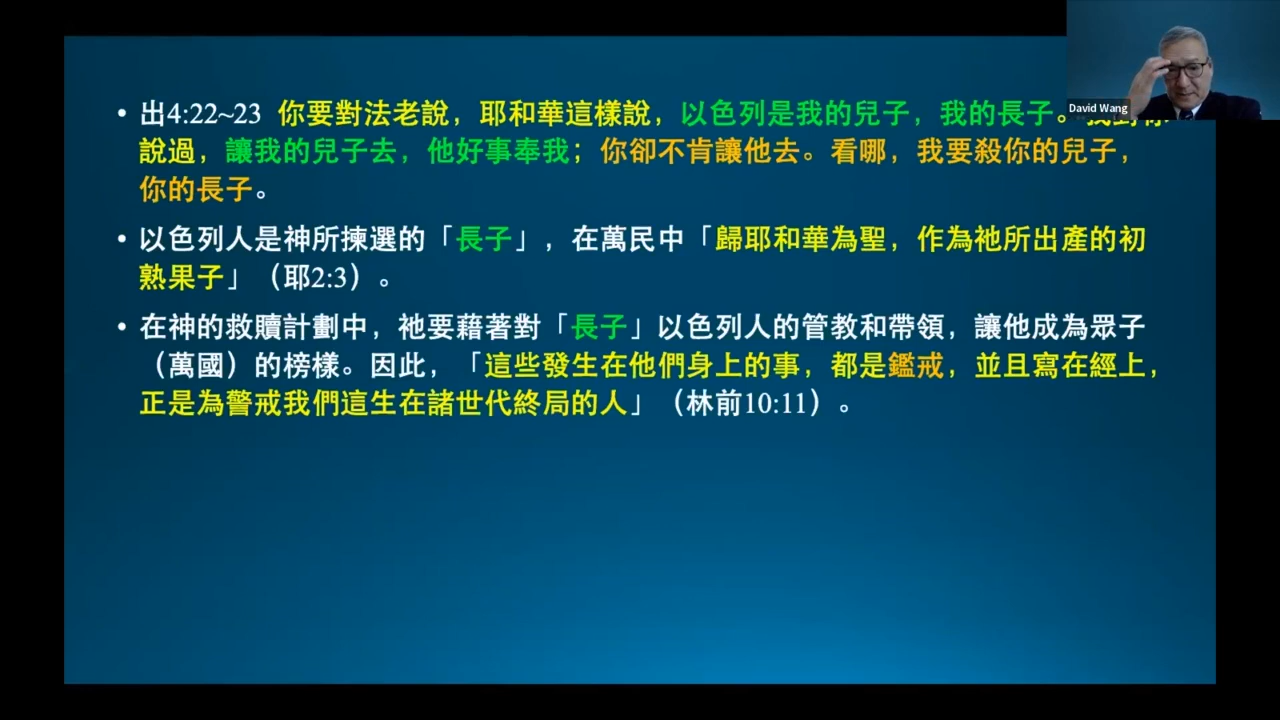 David Wang
• 出4:22~23 你要對法老說，耶和華這樣說，以色列是我的兒子，我的長子。
說過，讓我的兒子去，他好事奉我；你卻不肯讓他去。看哪，我要殺你的兒子，
你的長子。
• 以色列人是神所揀選的「長子」，在萬民中「歸耶和華為聖，作為祂所出產的初
熟果子」（耶2:3）。
• 在神的救贖計劃中，祂要藉著對「長子」以色列人的管教和帶領，讓他成為眾子
（萬國）的榜樣。因此，「這些發生在他們身上的事，都是鑑戒，並且寫在經上，
正是為警戒我們這生在諸世代終局的人」（林前10:11）。